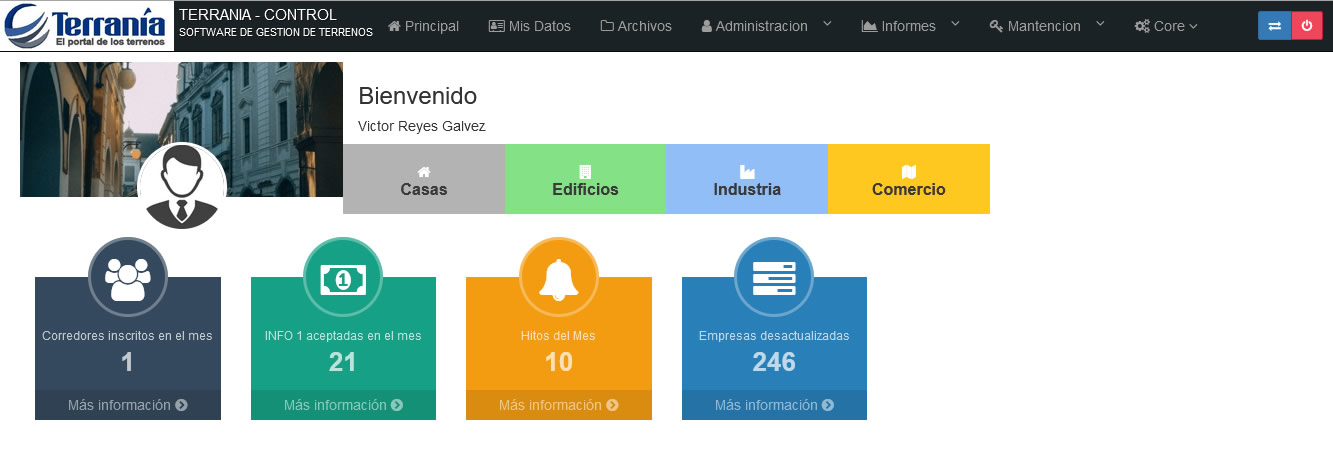 Terranía
El portal de los terrenos
TERRANIA - CONTROL
SOFTWARE DE GESTION DE TERRENOS
Principal
Mis Datos
Archivos
Administracion
Informes
Mantencion
Core
Bienvenido
Victor Reyes Galvez
Casas
Edificios
Industria
Comercio
Corredores inscritos en el mes
1
Más información
1
INFO 1 aceptadas en el mes
21
Más información
Hitos del Mes
10
Más información
Empresas desactualizadas
246
Más información